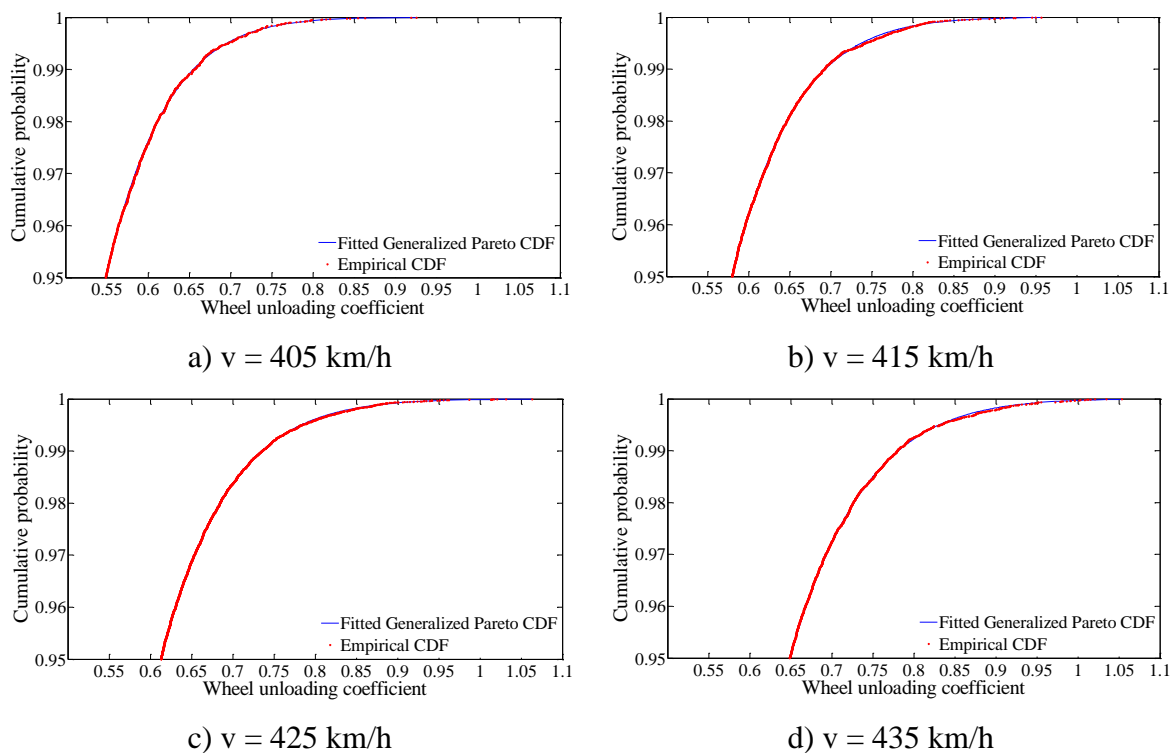 1
0.99
0.98
0.97
0.96
0.95
Cumulative probability
Fitted Generalized Pareto CDF
Empirical CDF
0.55 0.6 0.65 0.7 0.75 0.8 0.85 0.9 0.95 1 1.05 1.1
Wheel unloading coefficient
a) v = 405 km/h
1
0.99
0.98
0.97
0.96
0.95
Cumulative probability
Fitted Generalized Pareto CDF
Empirical CDF
0.55 0.6 0.65 0.7 0.75 0.8 0.85 0.9 0.95 1 1.05 1.1
Wheel unloading coefficient
b) v = 415 km/h
1
0.99
0.98
0.97
0.96
0.95
Cumulative probability
Fitted Generalized Pareto CDF
Empirical CDF
0.55 0.6 0.65 0.7 0.75 0.8 0.85 0.9 0.95 1 1.05 1.1
Wheel unloading coefficient
c) v = 425 km/h
1
0.99
0.98
0.97
0.96
0.95
Cumulative probability
Fitted Generalized Pareto CDF
Empirical CDF
0.55 0.6 0.65 0.7 0.75 0.8 0.85 0.9 0.95 1 1.05 1.1
Wheel unloading coefficient
d) v = 435 km/h